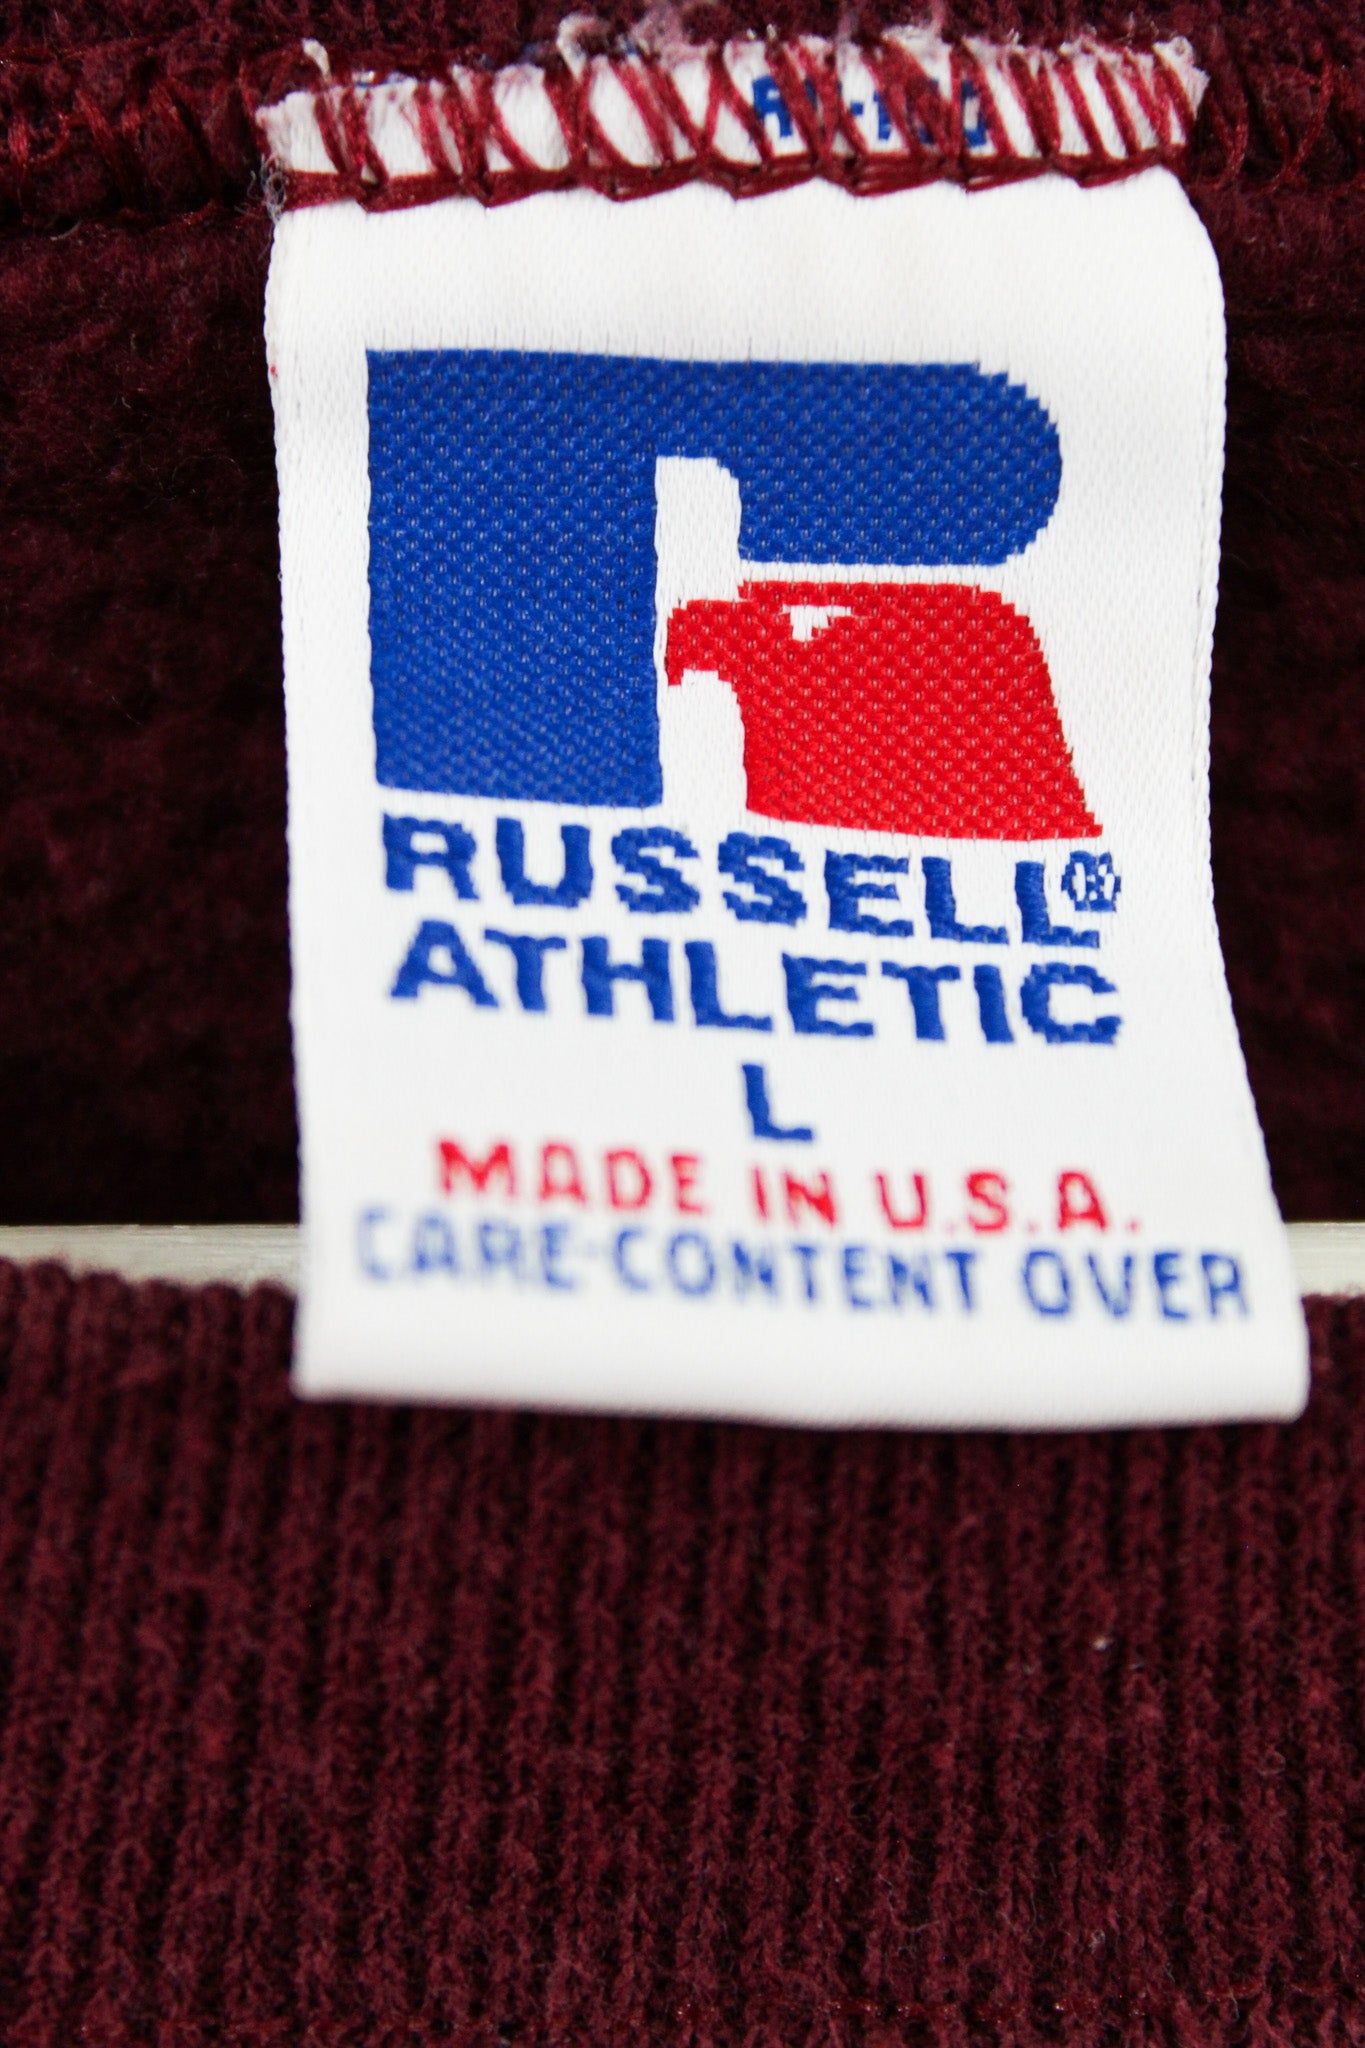 RUSSELL®
ATHLETIC
L
MADE IN U.S.A.
CARE-CONTENT OVER